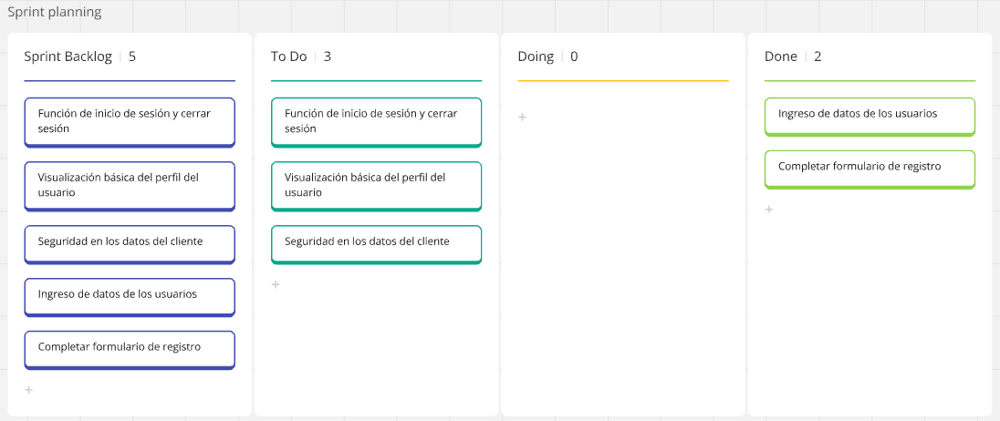 Sprint planning
Sprint Backlog | 5
Función de inicio de sesión y cerrar
sesión
Visualización básica del perfil del
usuario
Seguridad en los datos del cliente
Ingreso de datos de los usuarios
Completar formulario de registro
+
To Do | 3
Función de inicio de sesión y cerrar
sesión
Visualización básica del perfil del
usuario
Seguridad en los datos del cliente
+
Doing | 0
+
Done | 2
Ingreso de datos de los usuarios
Completar formulario de registro
+